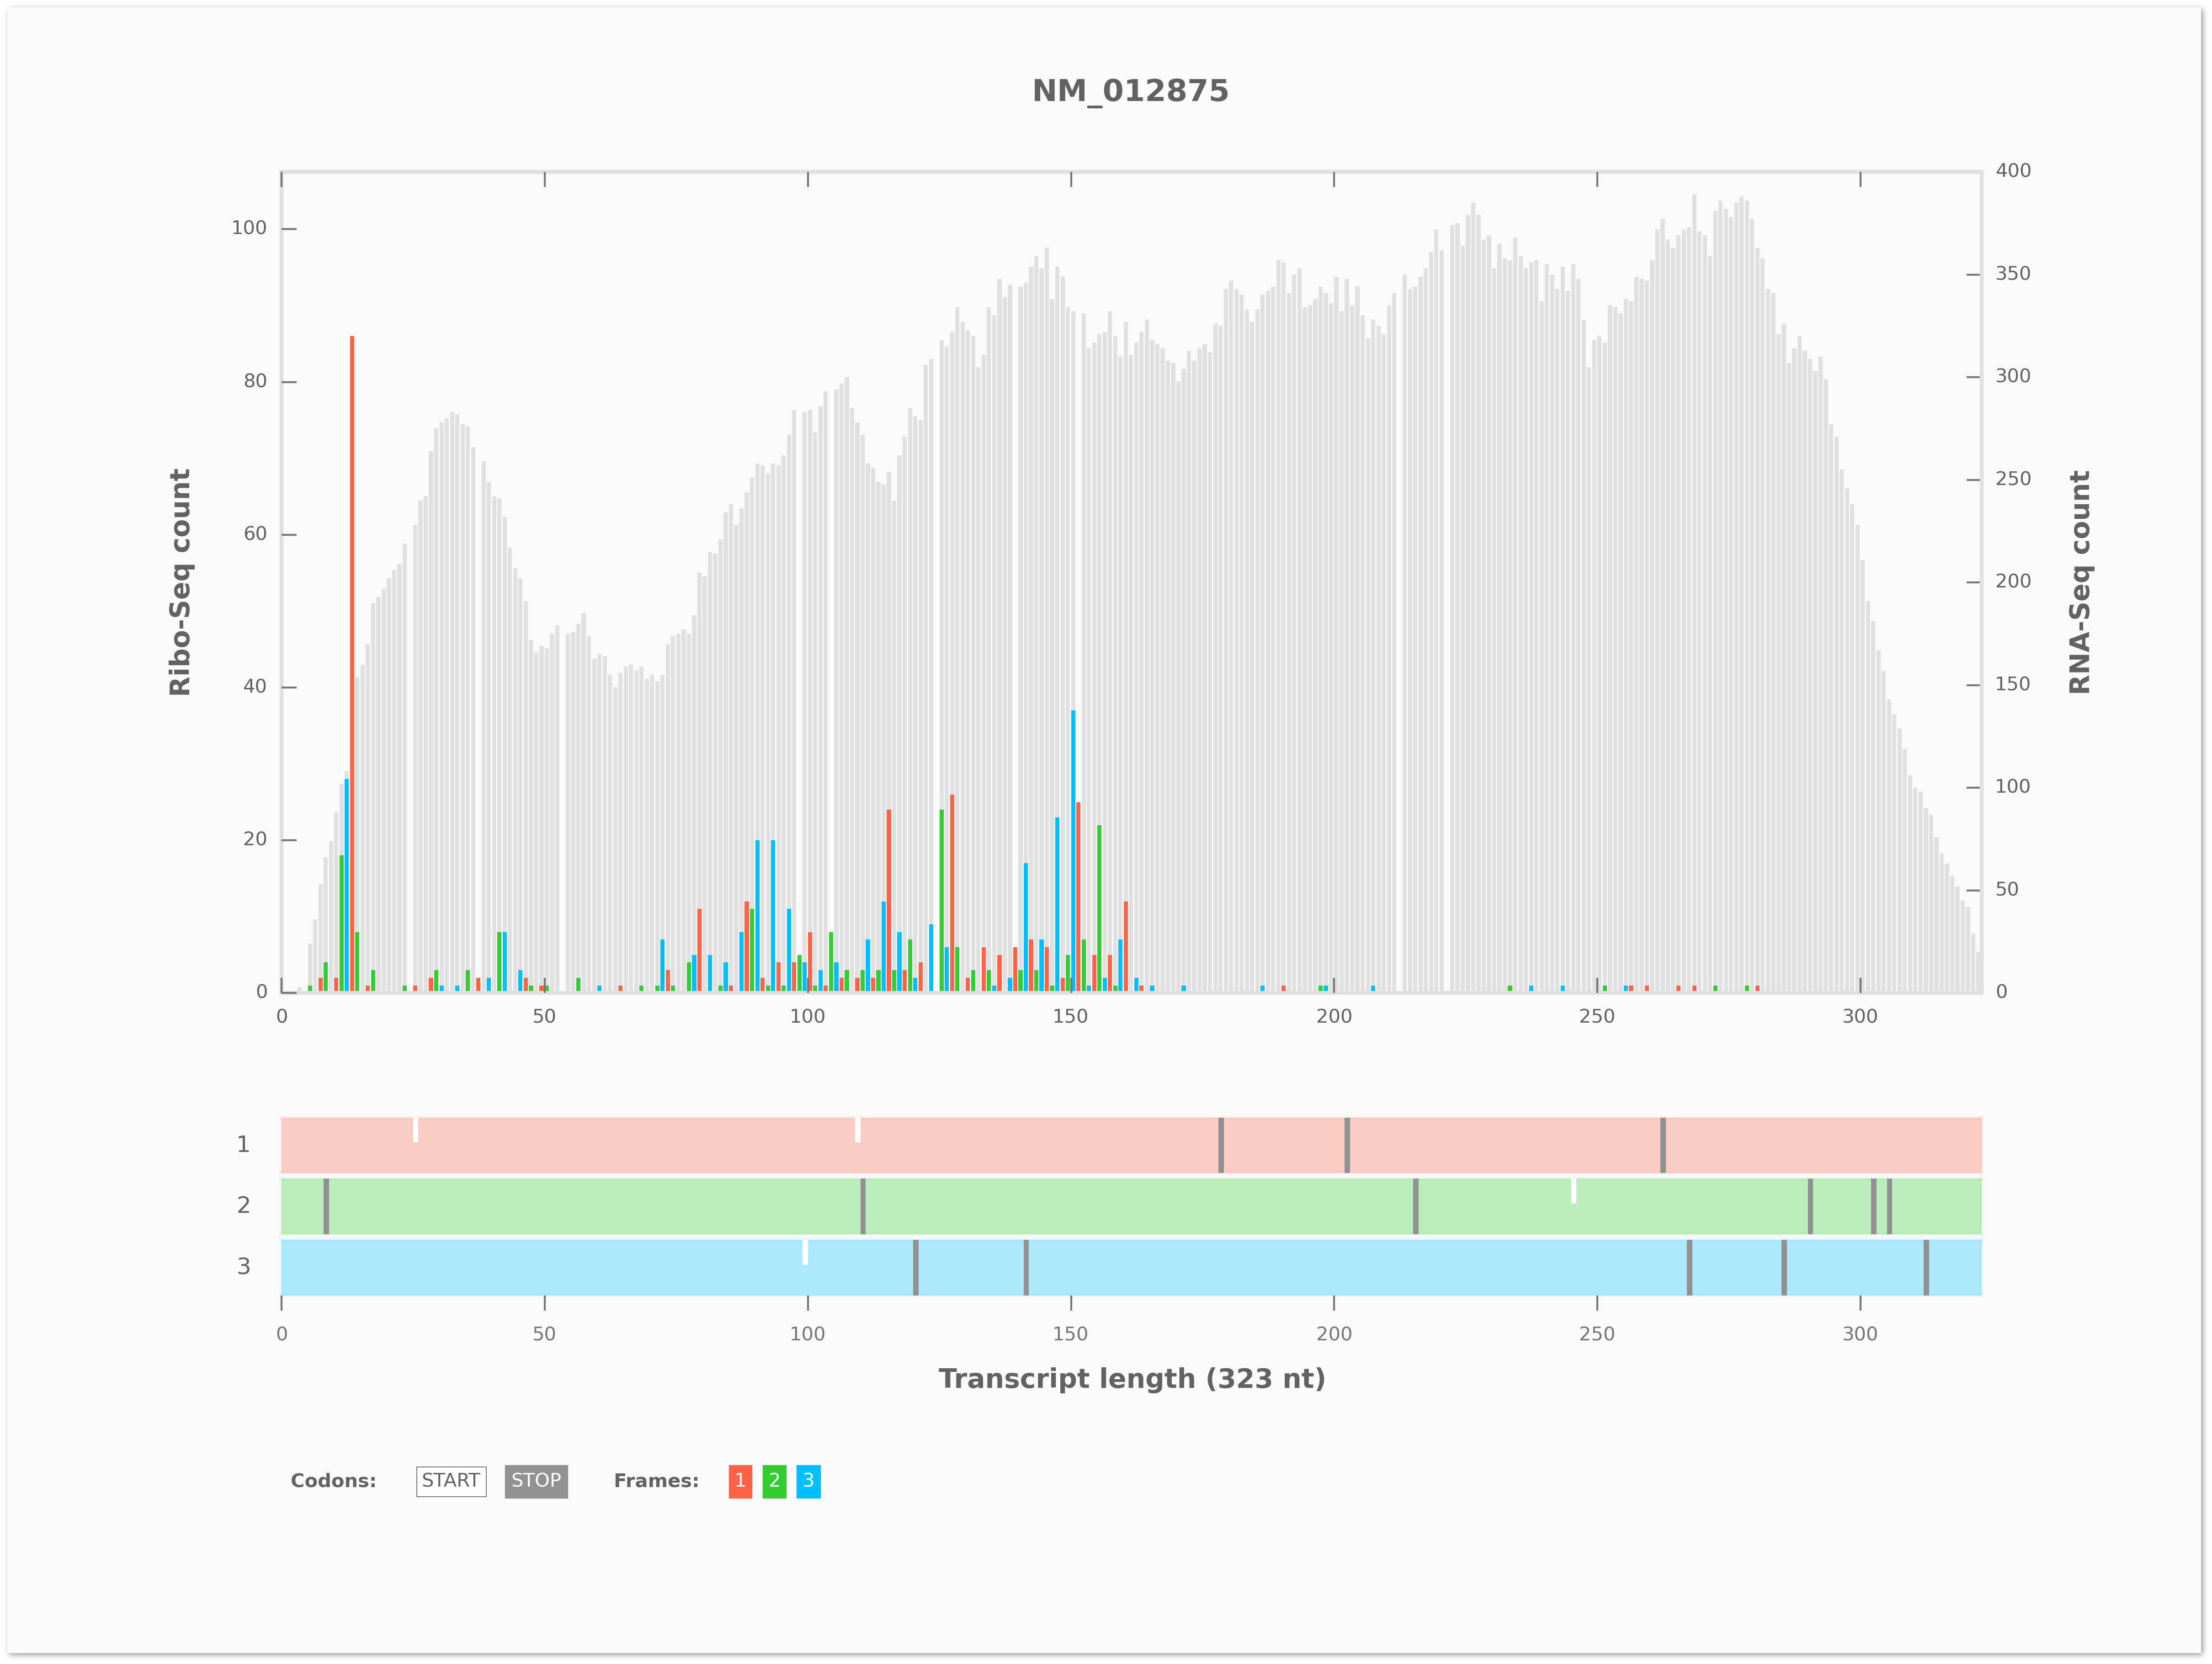 NM_012875
400
100
350
80
300
250
60
200
40
150
100
20
50
0
0
Ribo-Seq count
RNA-Seq count
0 50 100 150 200 250 300
1
2
3
0 50 100 150 200 250 300
Transcript length (323 nt)
Codons: START STOP Frames: 1 2 3